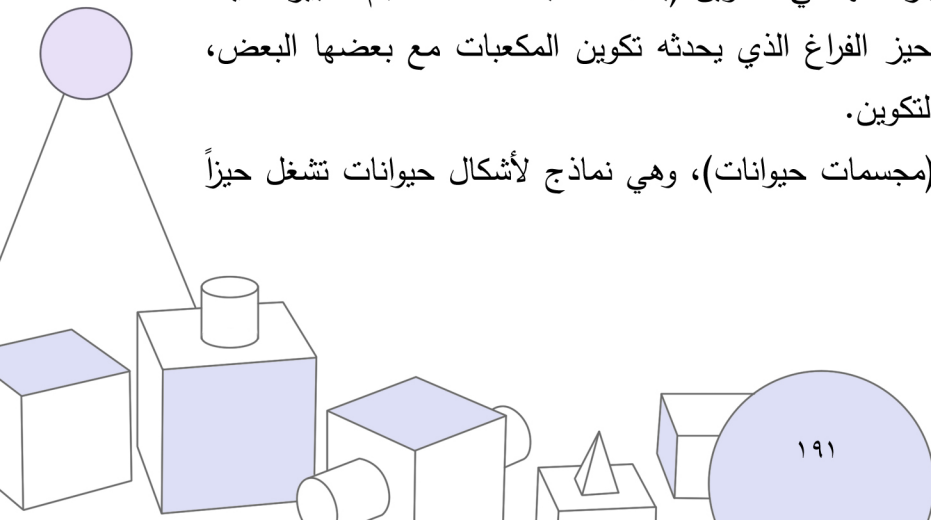 حيز الفراغ الذي يحدثه تكوين المكعبات مع بعضها البعض،
لتكوين.
(مجسمات حيوانات)، وهي نماذج لأشكال حيوانات تشغل حيزاً
١٩١